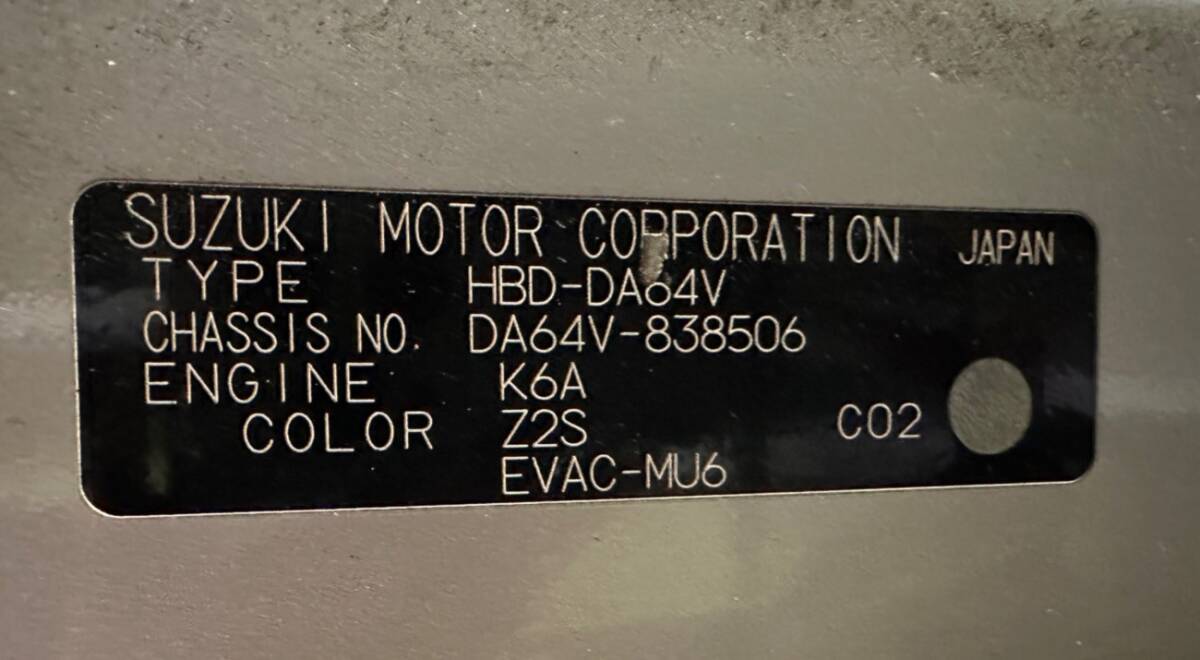 SUZUKI MOTOR CORPORATION JAPAN
TYPE HBD-DA64V
CHASSIS NO. DA64V-838506
ENGINE K6A
COLOR Z2S C02
EVAC-MU6